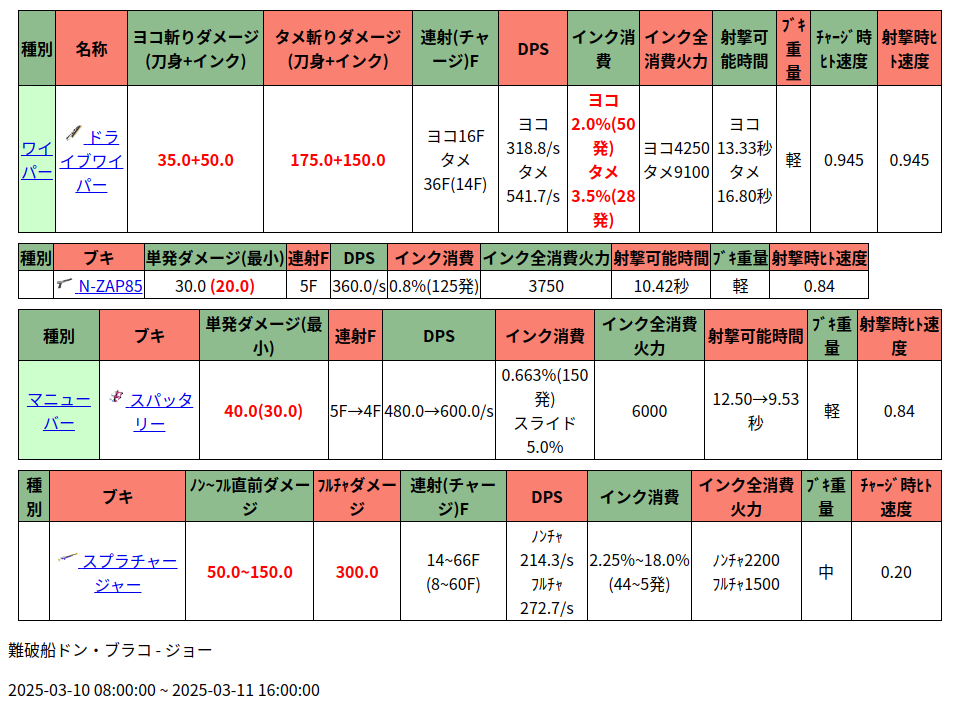 種別 名称 ヨコ斬りダメージ(刀身+インク) タメ斬りダメージ(刀身+インク) 連射(チャージ)F DPS インク消費 インク全消費火力 射撃可能時間 ﾌﾞｷ重量 ﾁｬｰｼﾞ時ﾋﾄ速度 射撃時ﾋﾄ速度
ワイパー ドライブワイパー 35.0+50.0 175.0+150.0 ヨコ16F タメ36F(14F) ヨコ318.8/s タメ541.7/s ヨコ2.0%(50発) タメ3.5%(28発) ヨコ4250 タメ9100 ヨコ13.33秒 タメ16.80秒 軽 0.945 0.945
種別 ブキ 単発ダメージ(最小) 連射F DPS インク消費 インク全消費火力 射撃可能時間 ﾌﾞｷ重量 射撃時ﾋﾄ速度
N-ZAP85 30.0 (20.0) 5F 360.0/s 0.8%(125発) 3750 10.42秒 軽 0.84
種別 ブキ 単発ダメージ(最小) 連射F DPS インク消費 インク全消費火力 射撃可能時間 ﾌﾞｷ重量 射撃時ﾋﾄ速度
マニューバー スパッタリー 40.0(30.0) 5F→4F 480.0→600.0/s 0.663%(150発) スライド5.0% 6000 12.50→9.53秒 軽 0.84
種別 ブキ ﾉﾝ~ﾌﾙ直前ダメージ ﾌﾙﾁｬダメージ 連射(チャージ)F DPS インク消費 インク全消費火力 ﾌﾞｷ重量 ﾁｬｰｼﾞ時ﾋﾄ速度
スプラチャージャー 50.0~150.0 300.0 14~66F (8~60F) ﾉﾝﾁｬ214.3/s ﾌﾙﾁｬ272.7/s 2.25%~18.0%(44~5発) ﾉﾝﾁｬ2200 ﾌﾙﾁｬ1500 中 0.20
難破船ドン・ブラコ - ジョー
2025-03-10 08:00:00 ~ 2025-03-11 16:00:00